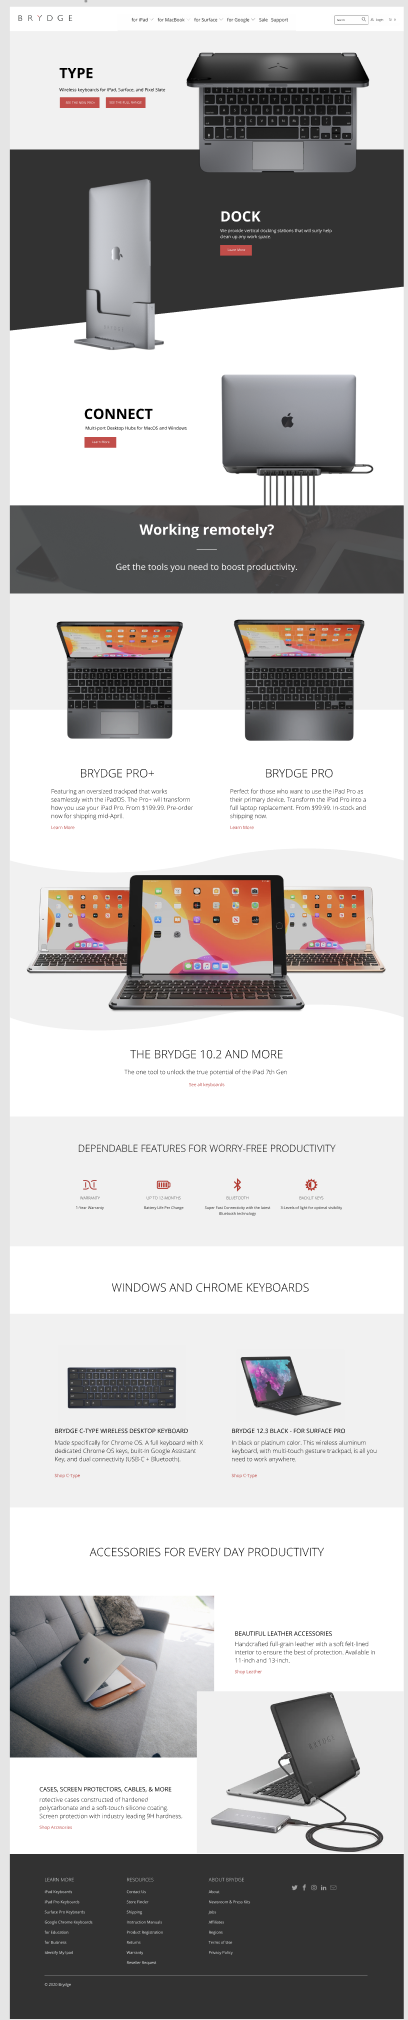 BRYDGE
for iPad for MacBook for Surface for Google Sale Support
Search
Login
0
TYPE
Wireless keyboards for iPad, Surface, and Pixel Slate
DOCK
We provide vertical docking stations that will surly help
clean up any work space.
Learn More
CONNECT
Multi-port Desktop Hubs for MacOS and Windows
Learn More
Working remotely?
Get the tools you need to boost productivity.
BRYDGE PRO+
Featuring an oversized trackpad that works
seamlessly with the iPadOS. The Pro+ will transform
how you use your iPad Pro. From $199.99. Pre-order
now for shipping mid-April.
Learn More
BRYDGE PRO
Perfect for those who want to use the iPad Pro as
their primary device. Transform the iPad Pro into a
full laptop replacement. From $99.99. In-stock and
shipping now.
Learn More
THE BRYDGE 10.2 AND MORE
The one tool to unlock the true potential of the iPad 7th Gen
See all keyboards
DEPENDABLE FEATURES FOR WORRY-FREE PRODUCTIVITY
WARRANTY
1 Year Warranty
UP TO 12 MONTHS
Battery Life Per Charge
BLUETOOTH
Super Fast Connectivity with the latest
Bluetooth technology
BACKLIT KEYS
3 Levels of light for optimal visibility
WINDOWS AND CHROME KEYBOARDS
BRYDGE C-TYPE WIRELESS DESKTOP KEYBOARD
Made specifically for Chrome OS. A full keyboard with X
dedicated Chrome OS keys, built-in Google Assistant
Key, and dual connectivity (USB-C + Bluetooth).
Shop C-Type
BRYDGE 12.3 BLACK - FOR SURFACE PRO
In black or platinum color. This wireless aluminum
keyboard, with multi-touch gesture trackpad, is all you
need to work anywhere.
Shop C-Type
ACCESSORIES FOR EVERY DAY PRODUCTIVITY
BEAUTIFUL LEATHER ACCESSORIES
Handcrafted full-grain leather with a soft felt-lined
interior to ensure the best of protection. Available in
11-inch and 13-inch.
Shop Leather
BRYDGE
CASES, SCREEN PROTECTORS, CABLES, & MORE
rotective cases constructed of hardened
polycarbonate and a soft-touch silicone coating.
Screen protection with industry leading 9H hardness.
Shop Accessories
LEARN MORE
iPad Keyboards
iPad Pro Keyboards
Surface Pro Keyboards
Google Chrome Keyboards
for Education
for Business
Identify My iPad
RESOURCES
Contact Us
Store Finder
Shipping
Instruction Manuals
Product Registration
Returns
Warranty
Reseller Request
ABOUT BRYDGE
About
Newsroom & Press Kits
Jobs
Affiliates
Regions
Terms of Use
Privacy Policy
© 2020 Brydge